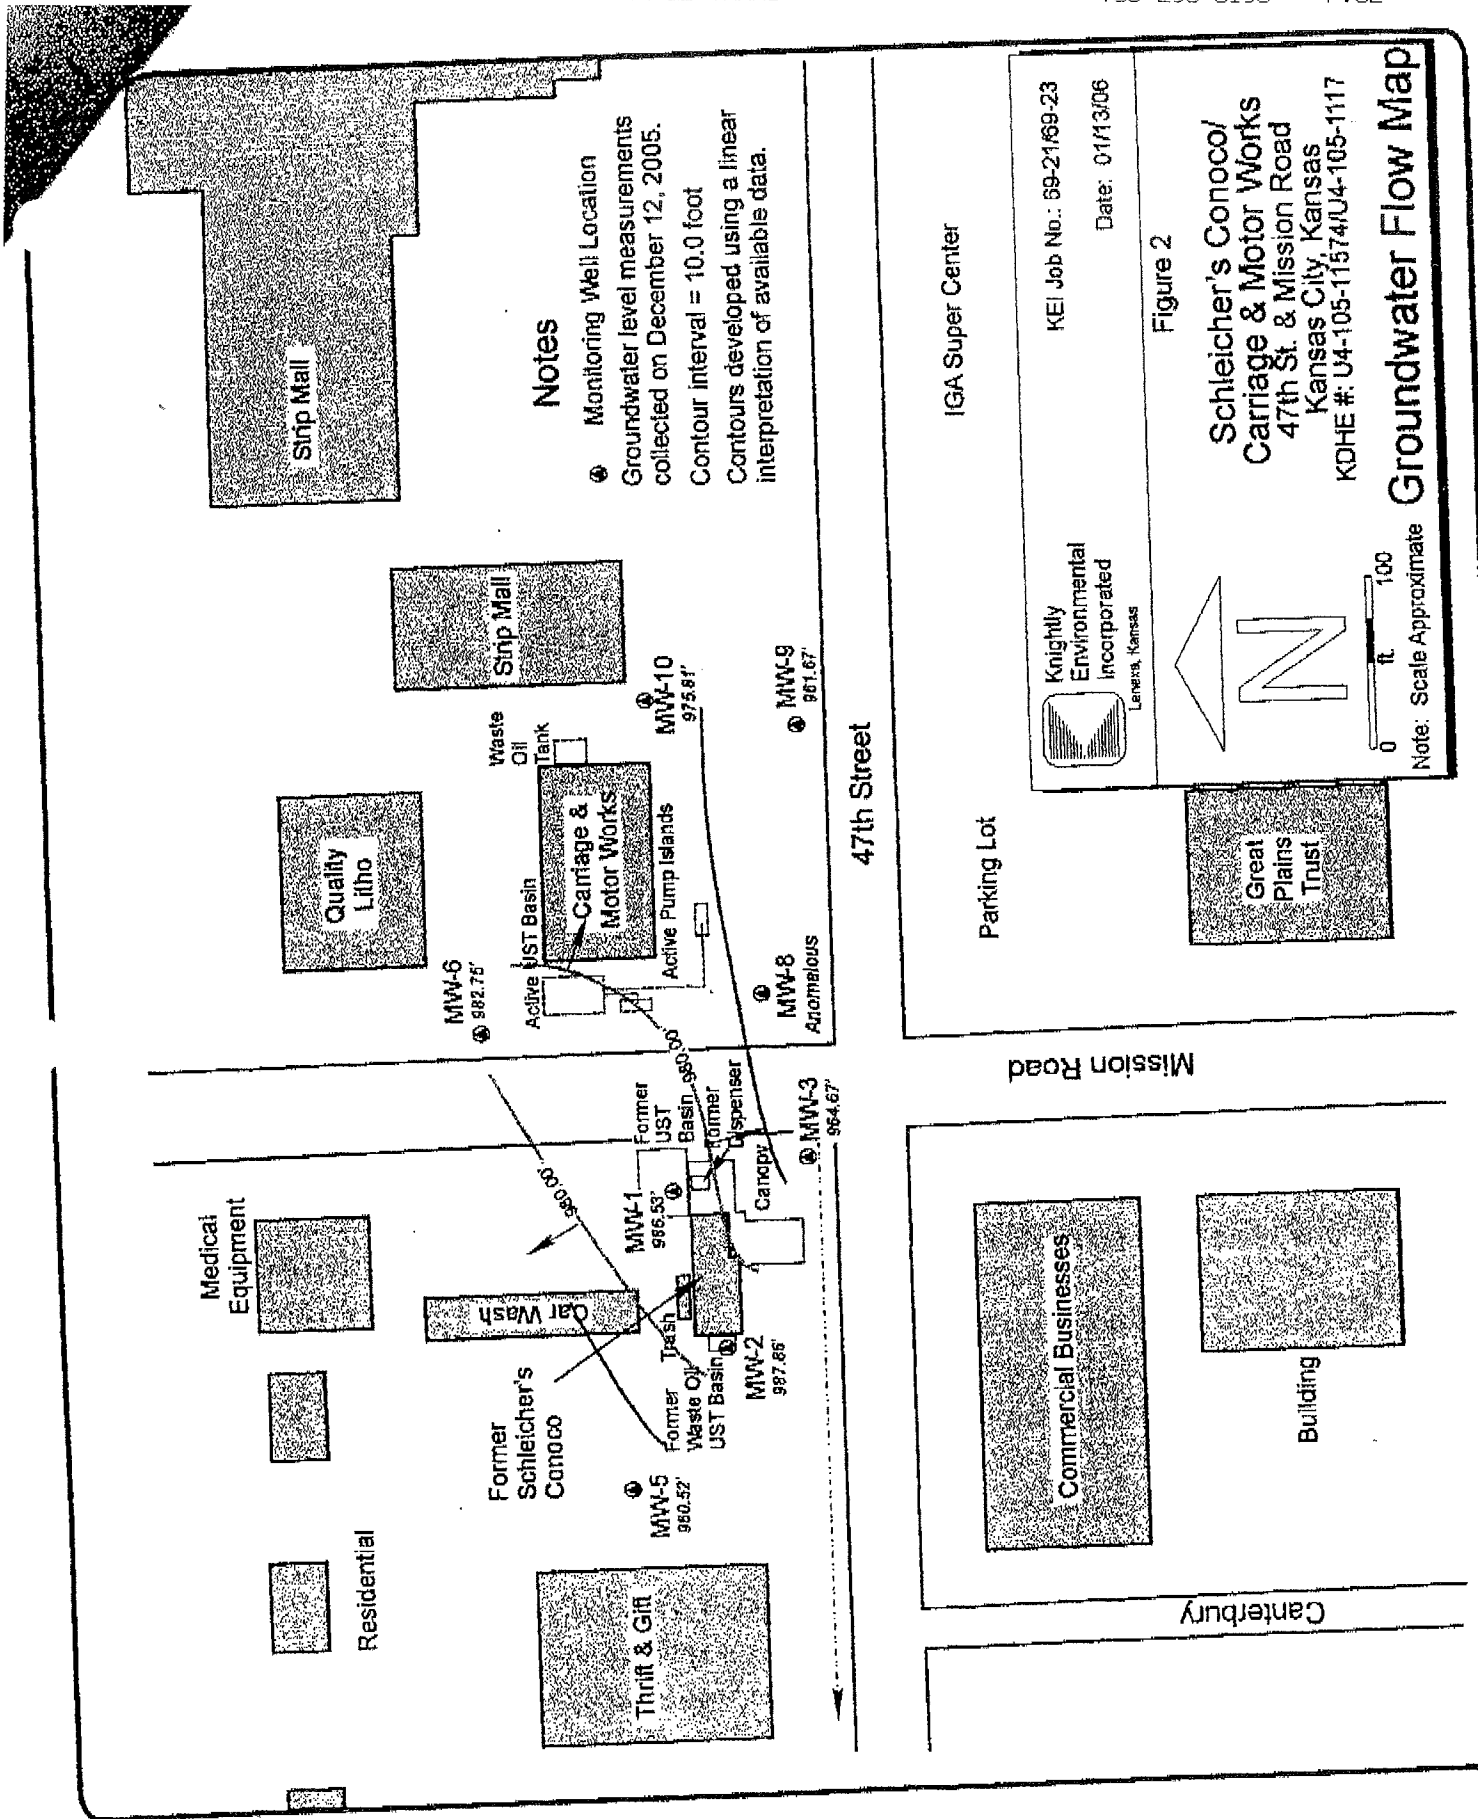 Strip Mall
Notes
Monitoring Well Location
Groundwater level measurements
collected on December 12, 2005.
Contour interval = 10.0 foot
Contours developed using a linear
interpretation of available data.
Strip Mall
Quality
Litho
Waste
Oil
Tank
MW-10
975.81'
MW-9
961.67'
MW-6
982.75'
Active UST Basin
Carriage &
Motor Works
Active Pump Islands
MW-8
Anomalous
980.00
Former
UST
Basin
Former
Dispenser
MW-3
964.67'
Canopy
MW-1
986.53'
980.00'
Medical
Equipment
Car Wash
Trash
Former
Schleicher's
Conoco
Former
Waste Oil
UST Basin
MW-2
987.86'
MW-5
960.52'
Residential
Thrift & Gift
47th Street
Mission Road
Canterbury
Commercial Businesses
Building
Parking Lot
IGA Super Center
Great
Plains
Trust
Knightly
Environmental
Incorporated
Lenexa, Kansas
KEI Job No.: 69-21/69-23
Date: 01/13/06
Figure 2
Schleicher's Conoco/
Carriage & Motor Works
47th St. & Mission Road
Kansas City, Kansas
KDHE #: U4-105-11574/U4-105-1117
N
0 ft. 100
Note: Scale Approximate
Groundwater Flow Map